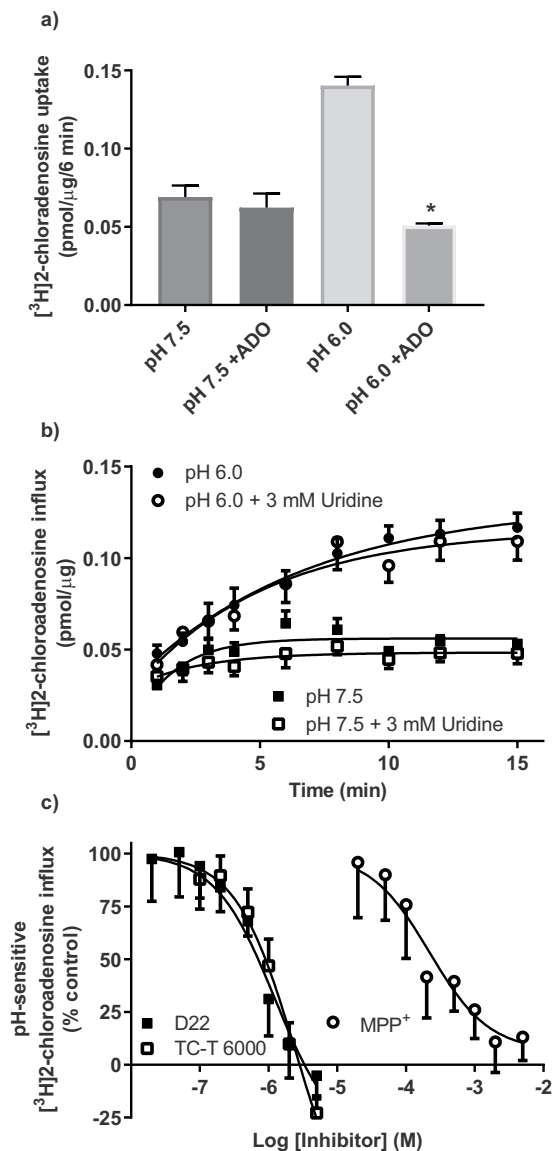 a)
[³H]2-chloradenosine uptake
(pmol/µg/6 min)
0.15
0.10
0.05
0.00
*
pH 7.5
pH 7.5 +ADO
pH 6.0
pH 6.0 +ADO
b)
[³H]2-chloroadenosine influx
(pmol/µg)
0.15
0.10
0.05
0.00
pH 6.0
pH 6.0 + 3 mM Uridine
pH 7.5
pH 7.5 + 3 mM Uridine
0 5 10 15
Time (min)
c)
pH-sensitive
[³H]2-chloroadenosine influx
(% control)
100
75
50
25
0
-25
D22
TC-T 6000
MPP⁺
-7 -6 -5 -4 -3 -2
Log [Inhibitor] (M)